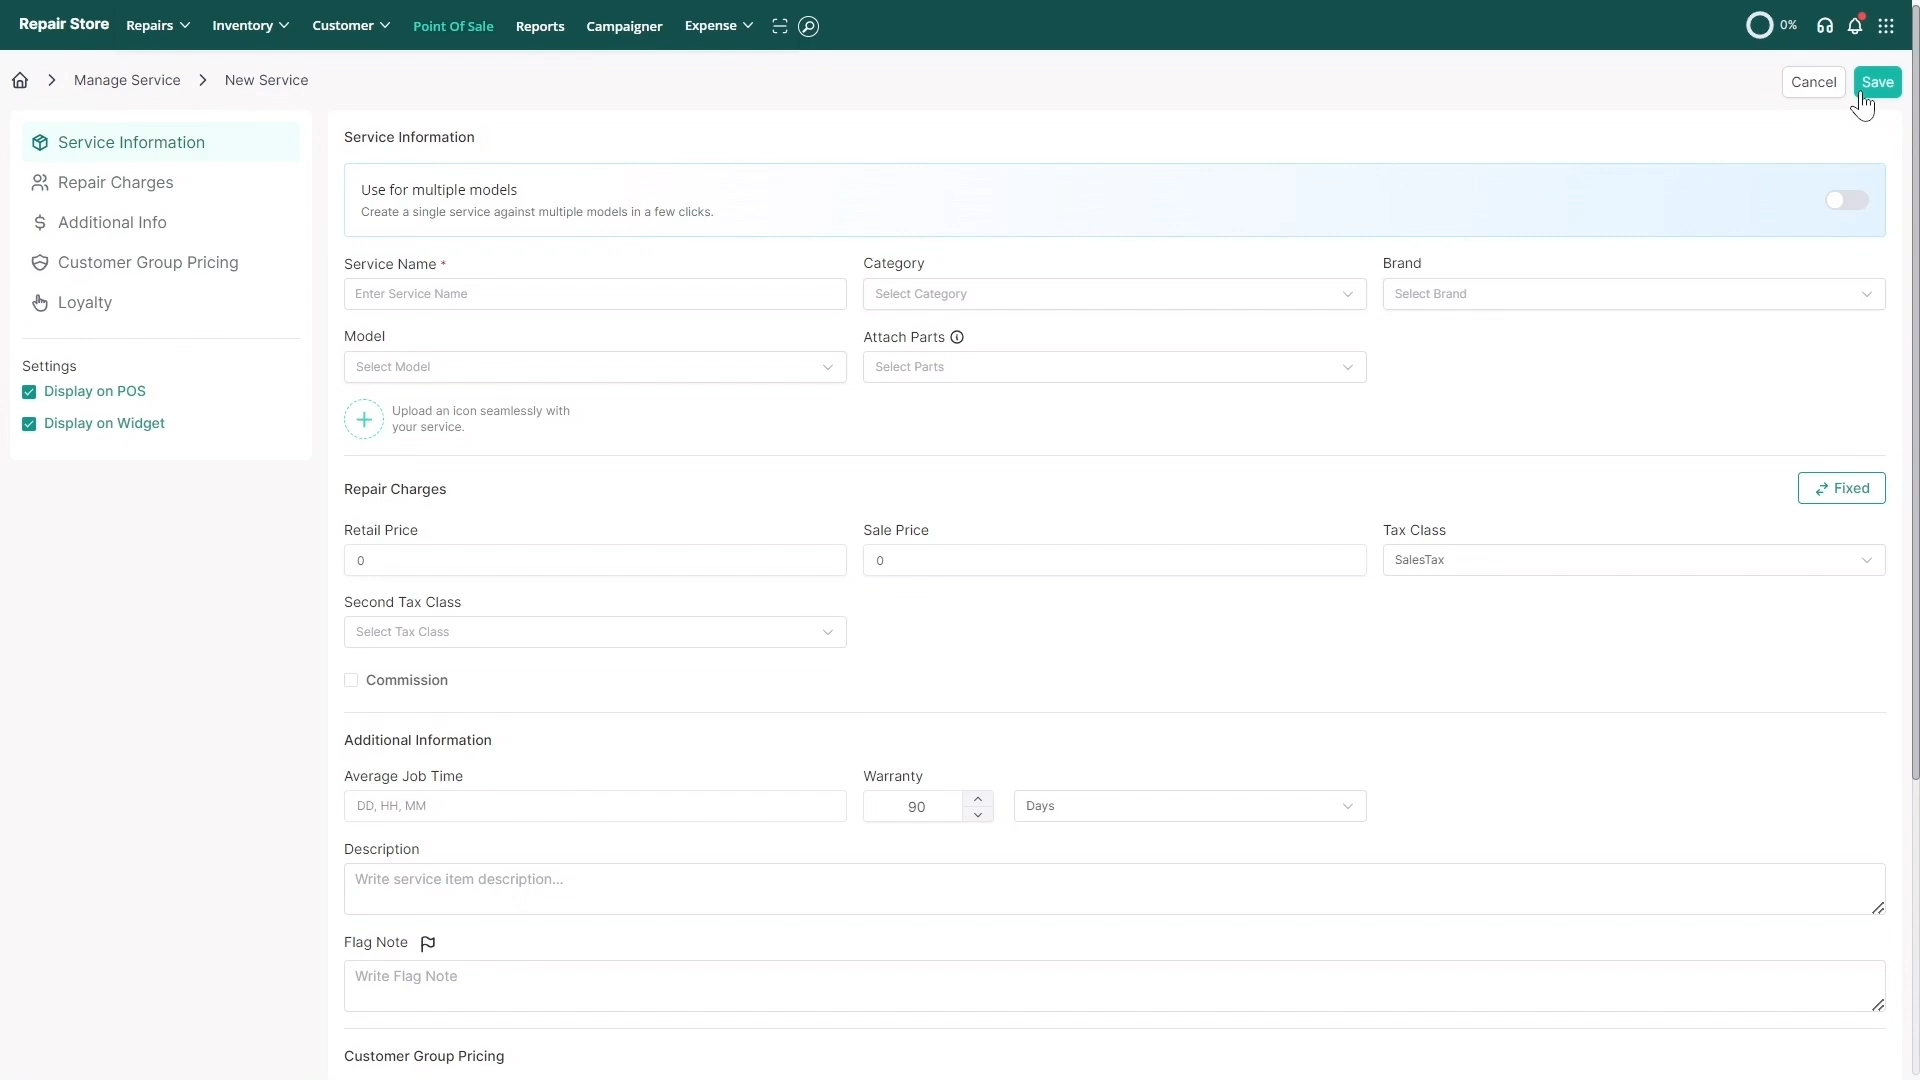 Repair Store Repairs Inventory Customer Point Of Sale Reports Campaigner Expense 0%
Manage Service New Service Cancel Save
Service Information
Repair Charges
Additional Info
Customer Group Pricing
Loyalty
Settings
Display on POS
Display on Widget
Service Information
Use for multiple models
Create a single service against multiple models in a few clicks.
Service Name * Category Brand
Enter Service Name Select Category Select Brand
Model Attach Parts
Select Model Select Parts
Upload an icon seamlessly with
your service.
Repair Charges Fixed
Retail Price Sale Price Tax Class
0 0 SalesTax
Second Tax Class
Select Tax Class
Commission
Additional Information
Average Job Time Warranty
DD, HH, MM 90 Days
Description
Write service item description...
Flag Note
Write Flag Note
Customer Group Pricing